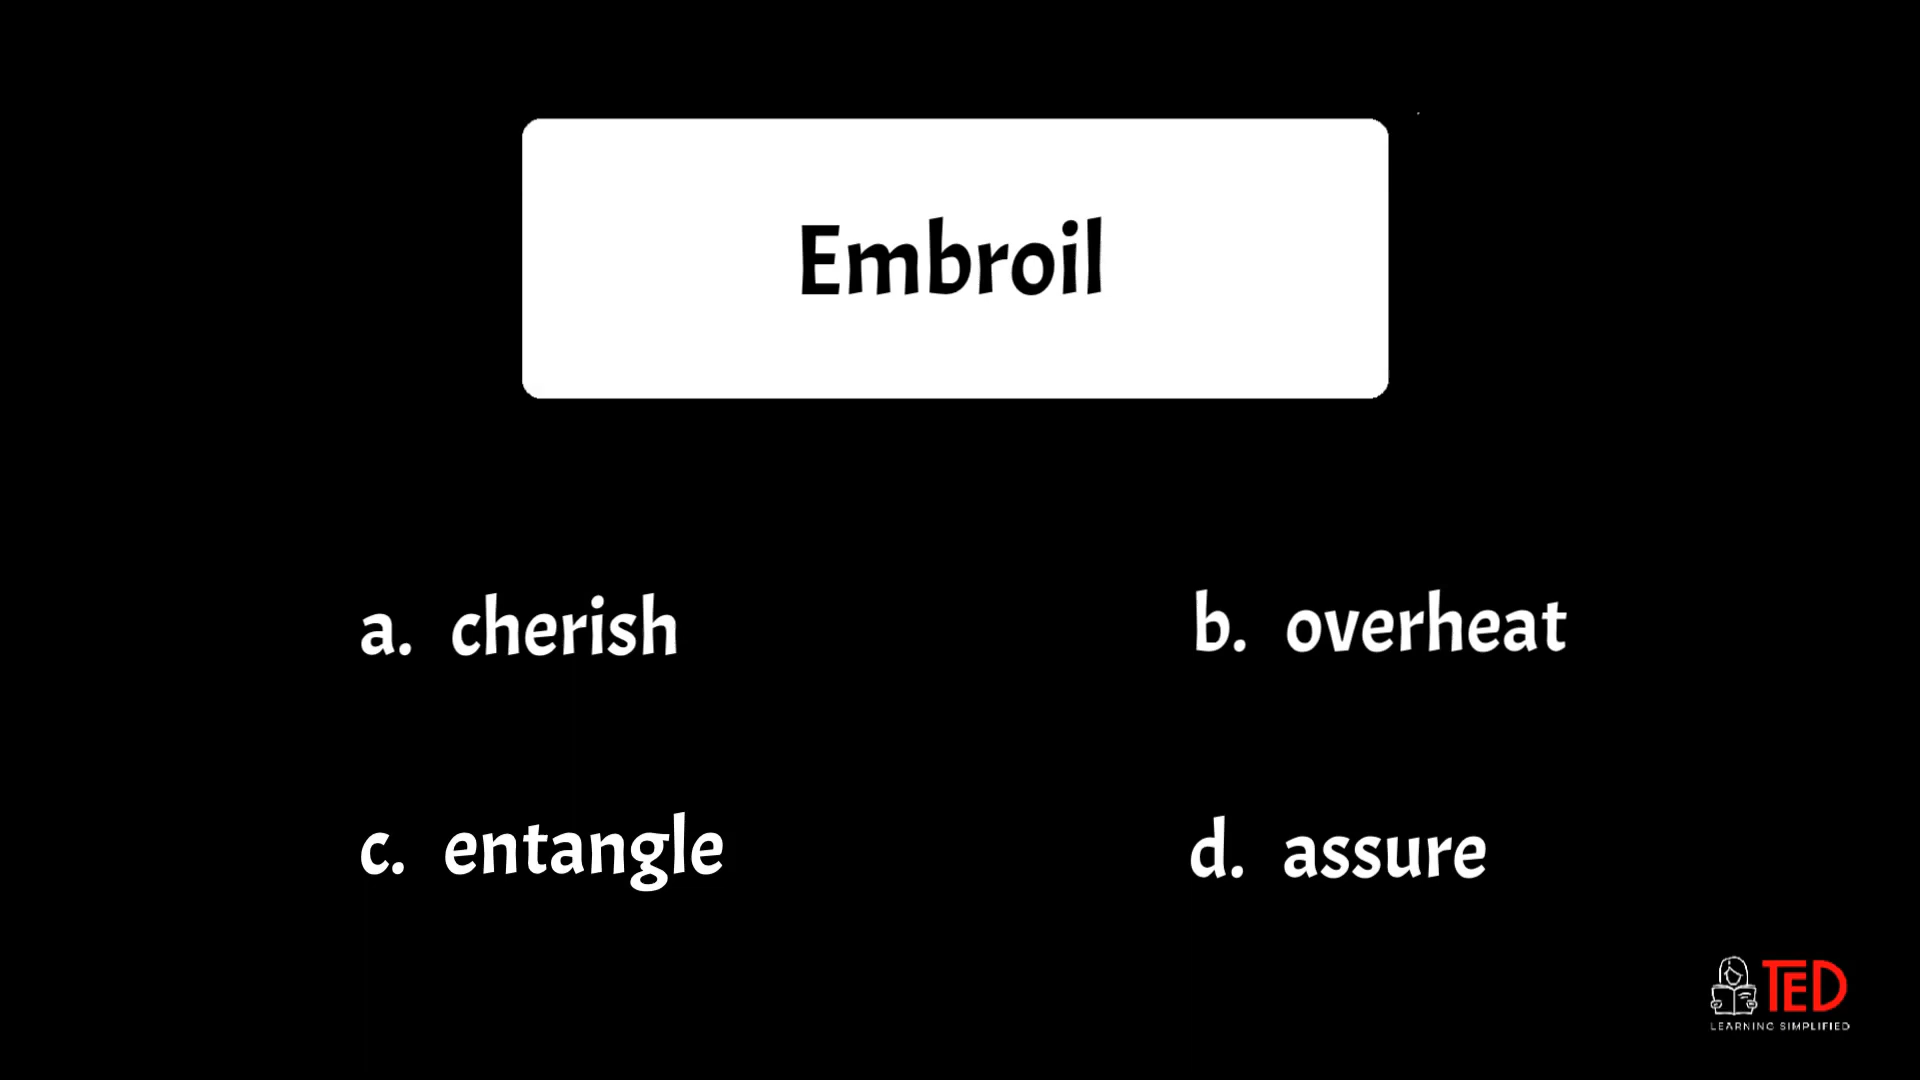 Embroil
a. cherish
b. overheat
c. entangle
d. assure
TED
LEARNING SIMPLIFIED